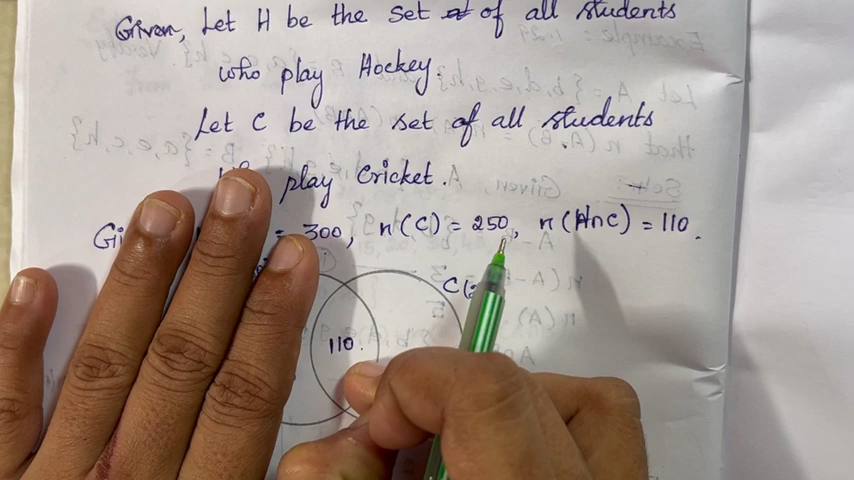 Given, Let H be the set of all students
who play Hockey.
Let C be the set of all students
play Cricket.
= 300, n(C) = 250, n(H∩C) = 110.
C(
110.